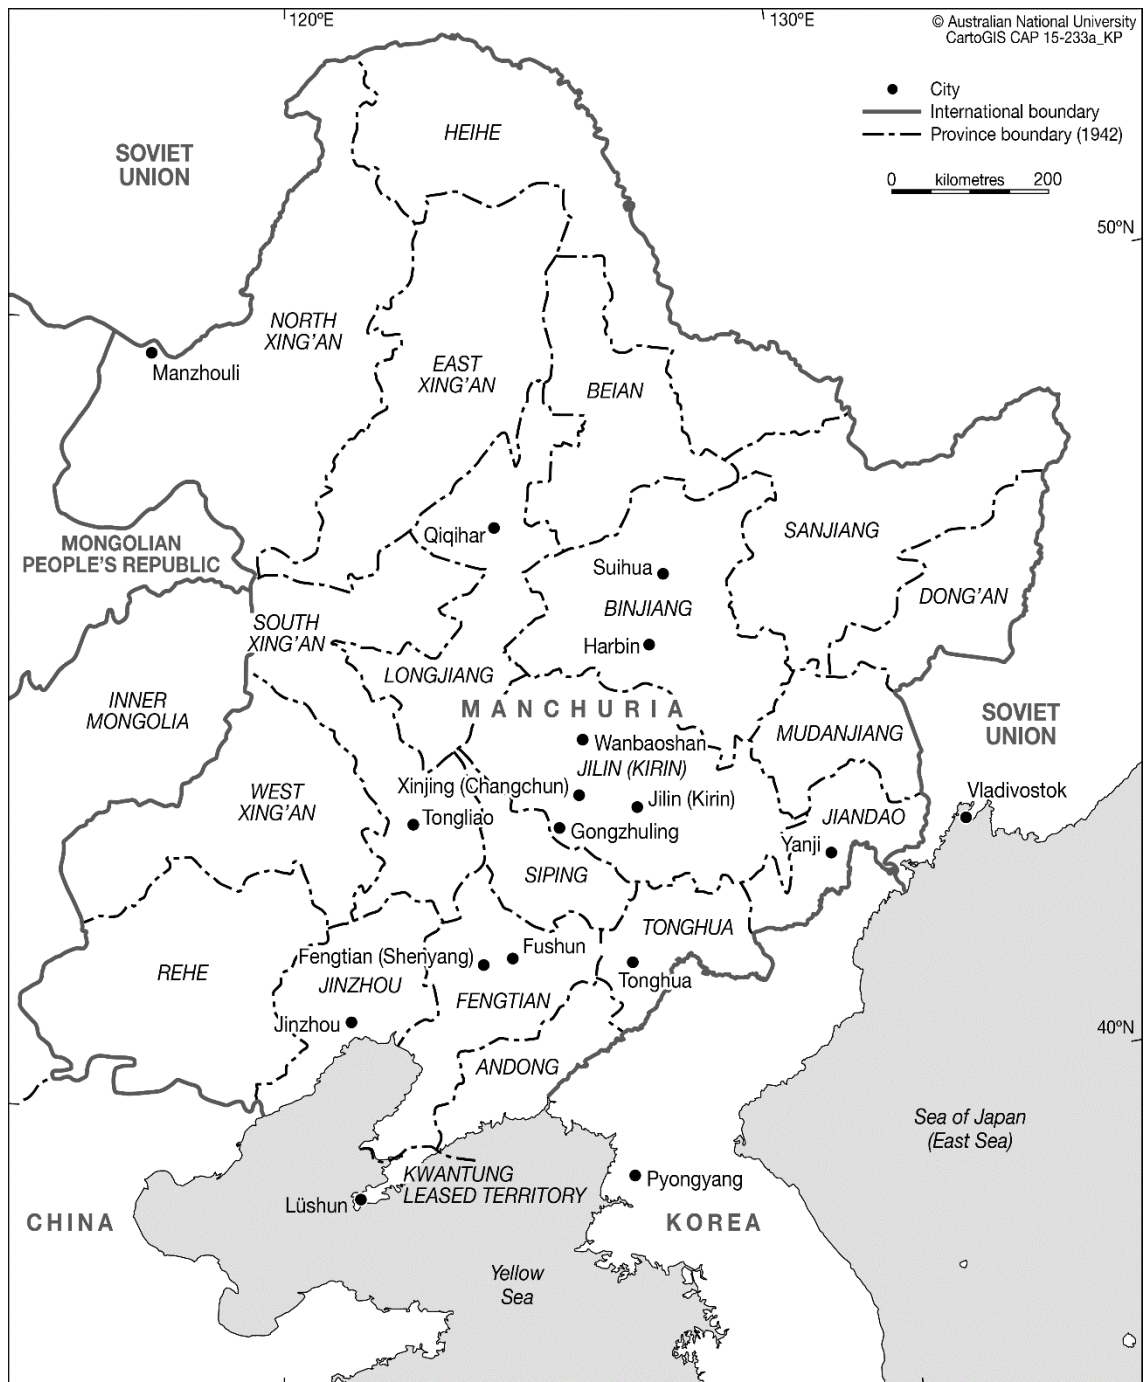 120ºE
130ºE
© Australian National University
CartoGIS CAP 15-233a_KP
City
International boundary
Province boundary (1942)
0 kilometres 200
HEIHE
SOVIET
UNION
50ºN
NORTH
XING’AN
Manzhouli
EAST
XING’AN
BEIAN
Qiqihar
SANJIANG
MONGOLIAN
PEOPLE’S REPUBLIC
Suihua
DONG’AN
BINJIANG
SOUTH
XING’AN
Harbin
LONGJIANG
INNER
MONGOLIA
MANCHURIA
SOVIET
UNION
MUDANJIANG
Wanbaoshan
JILIN (KIRIN)
Xinjing (Changchun)
WEST
XING’AN
Jilin (Kirin)
Vladivostok
Tongliao
JIANDAO
Gongzhuling
Yanji
SIPING
TONGHUA
Fushun
Fengtian (Shenyang)
REHE
JINZHOU
Tonghua
FENGTIAN
Jinzhou
40ºN
ANDONG
Sea of Japan
(East Sea)
KWANTUNG
LEASED TERRITORY
Pyongyang
Lüshun
CHINA
KOREA
Yellow
Sea